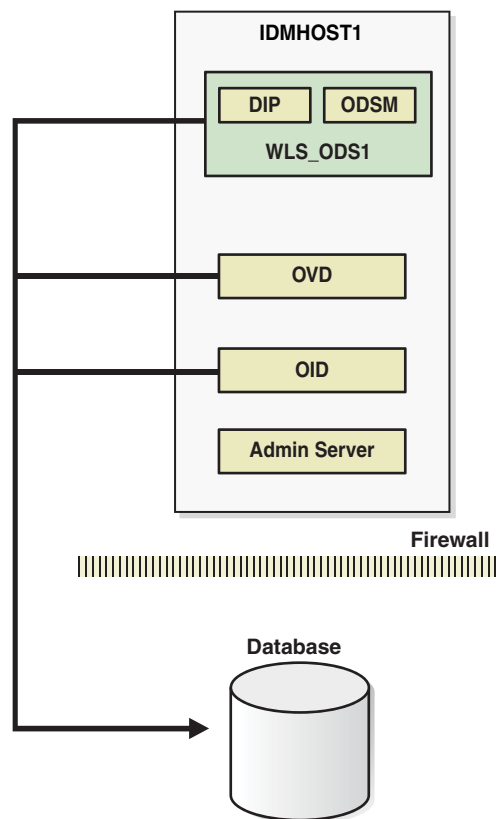 IDMHOST1
DIP
ODSM
WLS_ODS1
OVD
OID
Admin Server
Firewall
Database